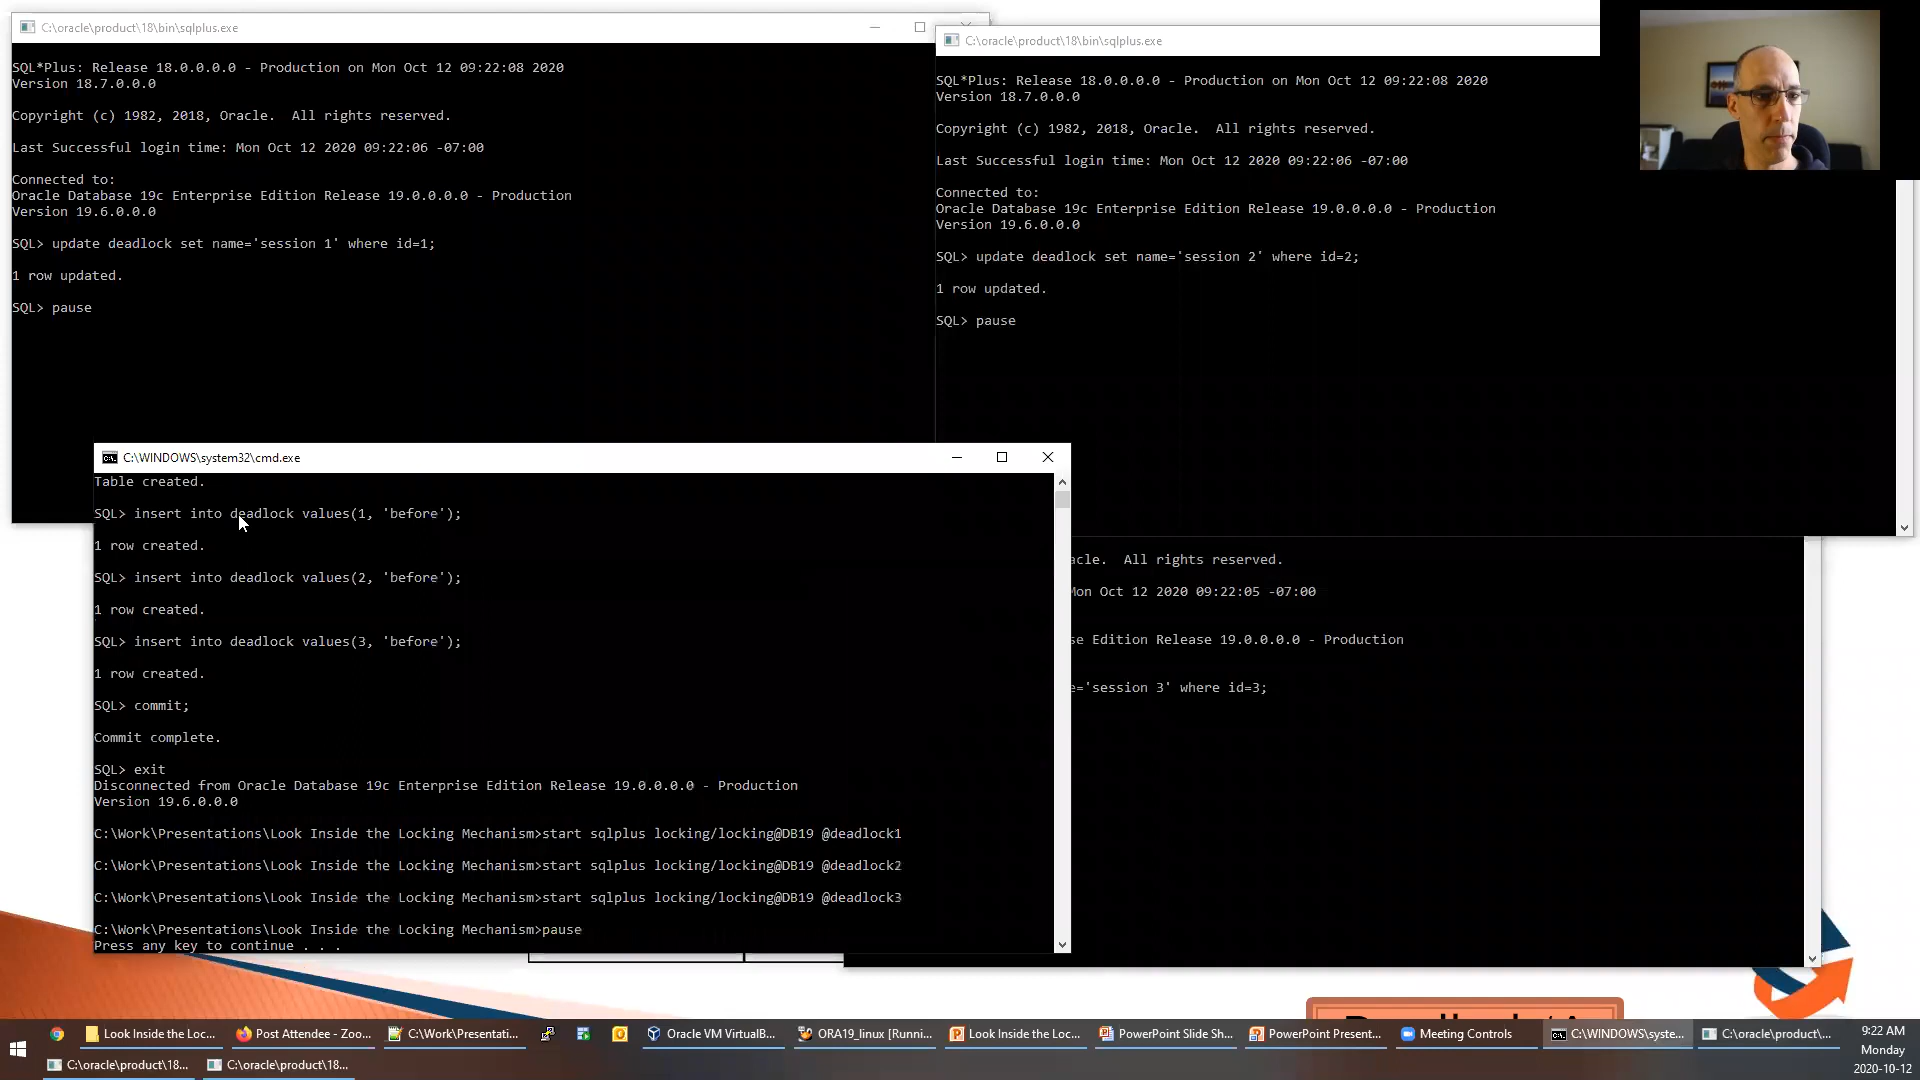 C:\oracle\product\18\bin\sqlplus.exe
SQL*Plus: Release 18.0.0.0.0 - Production on Mon Oct 12 09:22:08 2020
Version 18.7.0.0.0
Copyright (c) 1982, 2018, Oracle.  All rights reserved.
Last Successful login time: Mon Oct 12 2020 09:22:06 -07:00
Connected to:
Oracle Database 19c Enterprise Edition Release 19.0.0.0.0 - Production
Version 19.6.0.0.0
SQL> update deadlock set name='session 1' where id=1;
1 row updated.
SQL> pause
C:\oracle\product\18\bin\sqlplus.exe
SQL*Plus: Release 18.0.0.0.0 - Production on Mon Oct 12 09:22:08 2020
Version 18.7.0.0.0
Copyright (c) 1982, 2018, Oracle.  All rights reserved.
Last Successful login time: Mon Oct 12 2020 09:22:06 -07:00
Connected to:
Oracle Database 19c Enterprise Edition Release 19.0.0.0.0 - Production
Version 19.6.0.0.0
SQL> update deadlock set name='session 2' where id=2;
1 row updated.
SQL> pause
C:\WINDOWS\system32\cmd.exe
Table created.
SQL> insert into deadlock values(1, 'before');
1 row created.
SQL> insert into deadlock values(2, 'before');
1 row created.
SQL> insert into deadlock values(3, 'before');
1 row created.
SQL> commit;
Commit complete.
SQL> exit
Disconnected from Oracle Database 19c Enterprise Edition Release 19.0.0.0.0 - Production
Version 19.6.0.0.0
C:\Work\Presentations\Look Inside the Locking Mechanism>start sqlplus locking/locking@DB19 @deadlock1
C:\Work\Presentations\Look Inside the Locking Mechanism>start sqlplus locking/locking@DB19 @deadlock2
C:\Work\Presentations\Look Inside the Locking Mechanism>start sqlplus locking/locking@DB19 @deadlock3
C:\Work\Presentations\Look Inside the Locking Mechanism>pause
Press any key to continue . . .
acle.  All rights reserved.
Mon Oct 12 2020 09:22:05 -07:00
se Edition Release 19.0.0.0.0 - Production
e='session 3' where id=3;
Look Inside the Loc...
Post Attendee - Zoo...
C:\Work\Presentati...
Oracle VM VirtualB...
ORA19_linux [Runni...
Look Inside the Loc...
PowerPoint Slide Sh...
PowerPoint Present...
Meeting Controls
C:\WINDOWS\syste...
C:\oracle\product\...
C:\oracle\product\18...
C:\oracle\product\18...
9:22 AM
Monday
2020-10-12